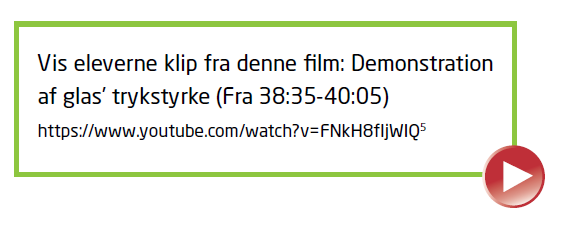 Vis eleverne klip fra denne film: Demonstration
af glas’ trykstyrke (Fra 38:35-40:05)
https://www.youtube.com/watch?v=FNkH8fIjWIQ⁵